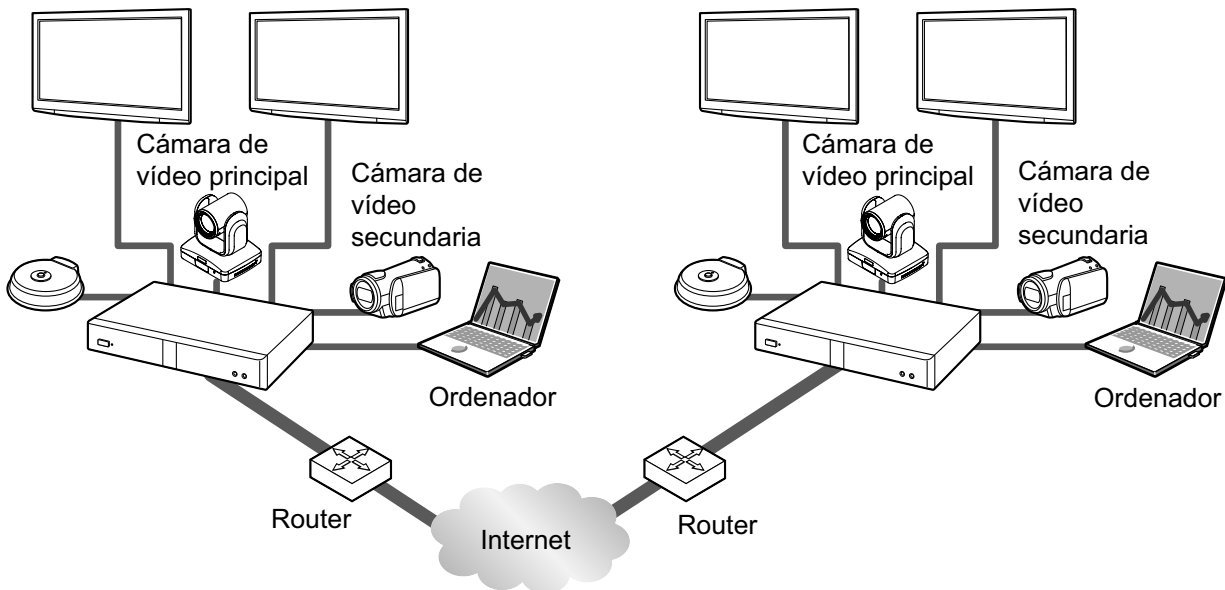 Cámara de
vídeo principal
Cámara de
vídeo
secundaria
Ordenador
Router
Cámara de
vídeo principal
Cámara de
vídeo
secundaria
Ordenador
Router
Internet